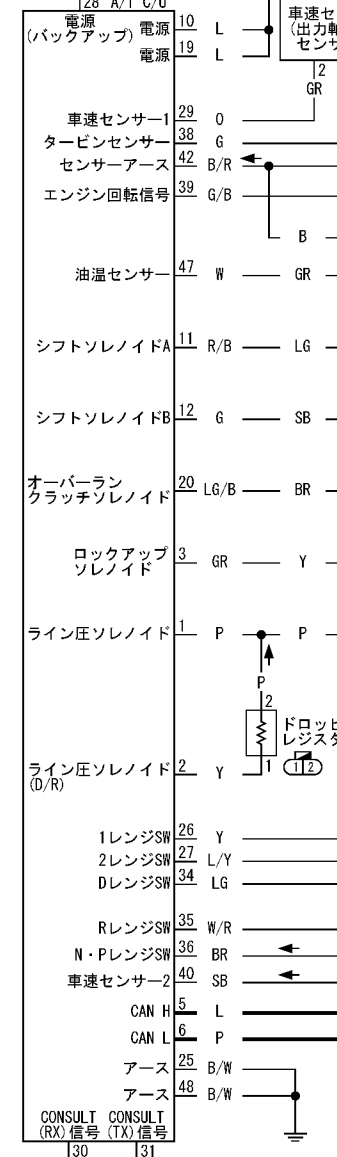 28 A/T C/U
電源
(バックアップ) 電源 10 L
電源 19 L
車速セ
(出力軸
センサ
2
GR
車速センサー1 29 O
タービンセンサー 38 G
センサーアース 42 B/R
エンジン回転信号 39 G/B
B
油温センサー 47 W GR
シフトソレノイドA 11 R/B LG
シフトソレノイドB 12 G SB
オーバーラン
クラッチソレノイド 20 LG/B BR
ロックアップ
ソレノイド 3 GR Y
ライン圧ソレノイド 1 P P
P
2
ドロッピ
レジスタ
1 1 2
ライン圧ソレノイド 2 Y
(D/R)
1レンジSW 26 Y
2レンジSW 27 L/Y
DレンジSW 34 LG
RレンジSW 35 W/R
N・PレンジSW 36 BR
車速センサー2 40 SB
CAN H 5 L
CAN L 6 P
アース 25 B/W
アース 48 B/W
CONSULT CONSULT
(RX)信号 (TX)信号
30 31